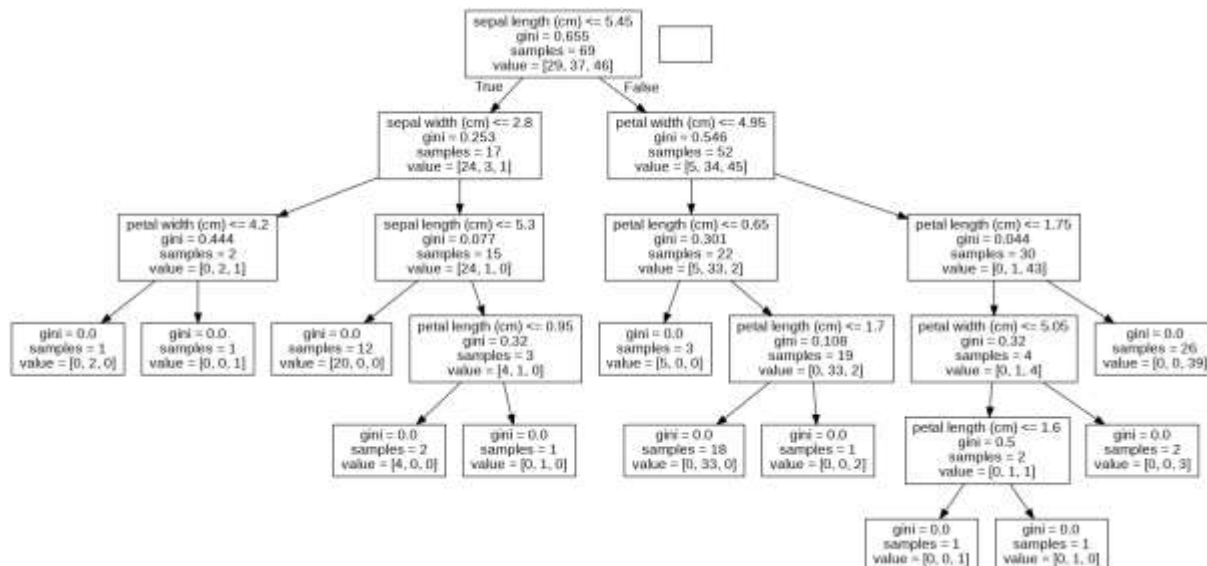 sepal length (cm) <= 5.45
gini = 0.655
samples = 69
value = [29, 37, 46]
True
False
sepal width (cm) <= 2.8
gini = 0.253
samples = 17
value = [24, 3, 1]
petal width (cm) <= 4.95
gini = 0.546
samples = 52
value = [5, 34, 45]
petal width (cm) <= 4.2
gini = 0.444
samples = 2
value = [0, 2, 1]
sepal length (cm) <= 5.3
gini = 0.077
samples = 15
value = [24, 1, 0]
petal length (cm) <= 0.65
gini = 0.301
samples = 22
value = [5, 33, 2]
petal length (cm) <= 1.75
gini = 0.044
samples = 30
value = [0, 1, 43]
gini = 0.0
samples = 1
value = [0, 2, 0]
gini = 0.0
samples = 1
value = [0, 0, 1]
gini = 0.0
samples = 12
value = [20, 0, 0]
petal length (cm) <= 0.95
gini = 0.32
samples = 3
value = [4, 1, 0]
gini = 0.0
samples = 3
value = [5, 0, 0]
petal length (cm) <= 1.7
gini = 0.108
samples = 19
value = [0, 33, 2]
petal width (cm) <= 5.05
gini = 0.32
samples = 4
value = [0, 1, 4]
gini = 0.0
samples = 26
value = [0, 0, 39]
gini = 0.0
samples = 2
value = [4, 0, 0]
gini = 0.0
samples = 1
value = [0, 1, 0]
gini = 0.0
samples = 18
value = [0, 33, 0]
gini = 0.0
samples = 1
value = [0, 0, 2]
petal length (cm) <= 1.6
gini = 0.5
samples = 2
value = [0, 1, 1]
gini = 0.0
samples = 2
value = [0, 0, 3]
gini = 0.0
samples = 1
value = [0, 0, 1]
gini = 0.0
samples = 1
value = [0, 1, 0]